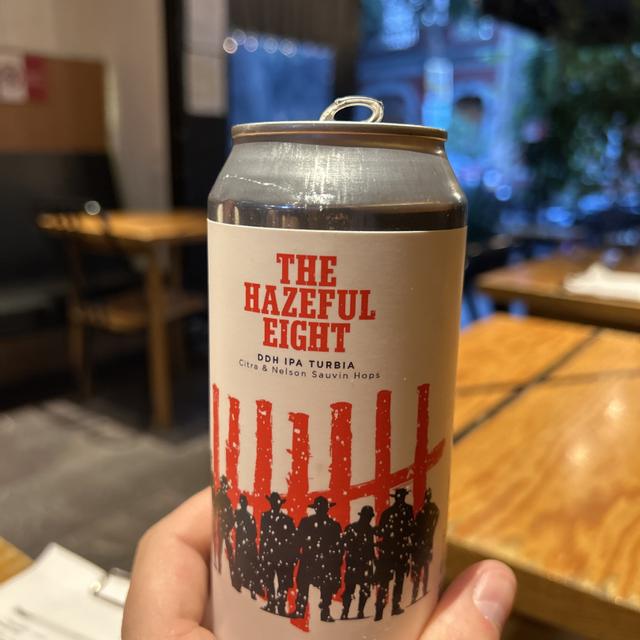 THE
HAZEFUL
EIGHT
DDH IPA TURBIA
Citra & Nelson Sauvin Hops